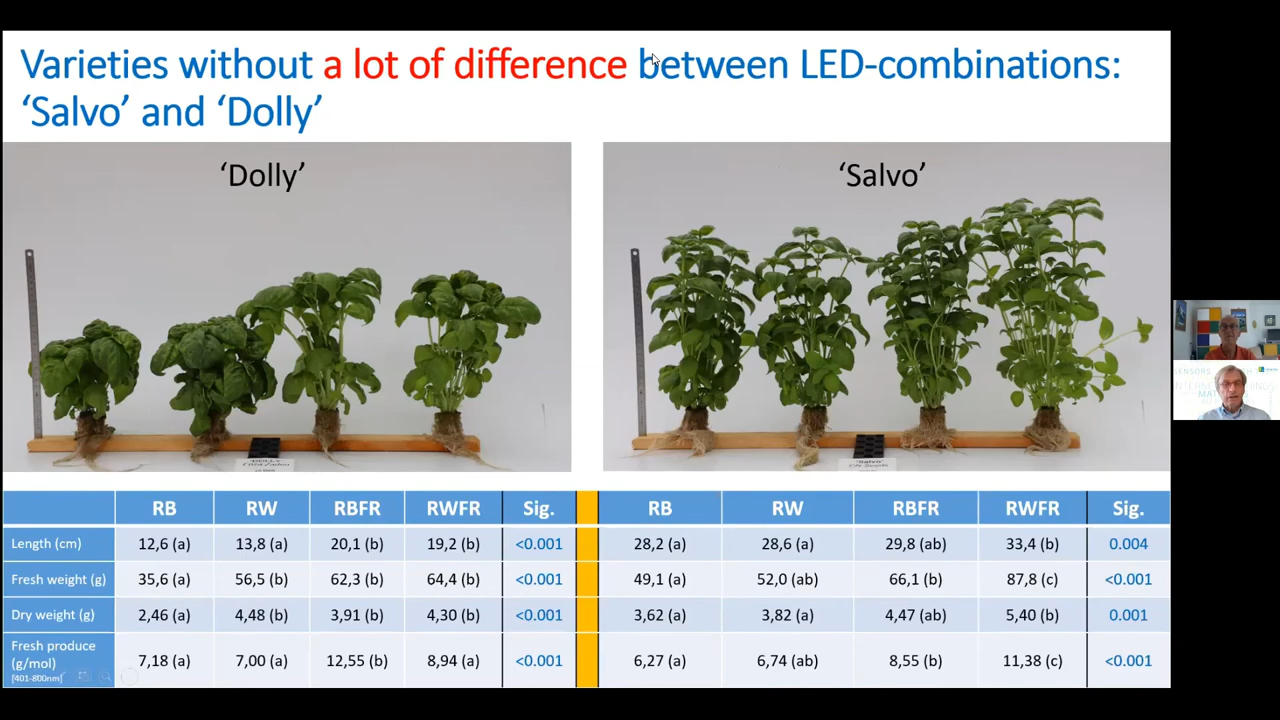 Varieties without a lot of difference between LED-combinations:
‘Salvo’ and ‘Dolly’
‘Dolly’
‘Salvo’
RB RW RBFR RWFR Sig. RB RW RBFR RWFR Sig.
Length (cm) 12,6 (a) 13,8 (a) 20,1 (b) 19,2 (b) <0.001 28,2 (a) 28,6 (a) 29,8 (ab) 33,4 (b) 0.004
Fresh weight (g) 35,6 (a) 56,5 (b) 62,3 (b) 64,4 (b) <0.001 49,1 (a) 52,0 (ab) 66,1 (b) 87,8 (c) <0.001
Dry weight (g) 2,46 (a) 4,48 (b) 3,91 (b) 4,30 (b) <0.001 3,62 (a) 3,82 (a) 4,47 (ab) 5,40 (b) 0.001
Fresh produce
(g/mol) 7,18 (a) 7,00 (a) 12,55 (b) 8,94 (a) <0.001 6,27 (a) 6,74 (ab) 8,55 (b) 11,38 (c) <0.001
[401-800nm]
SENSORS